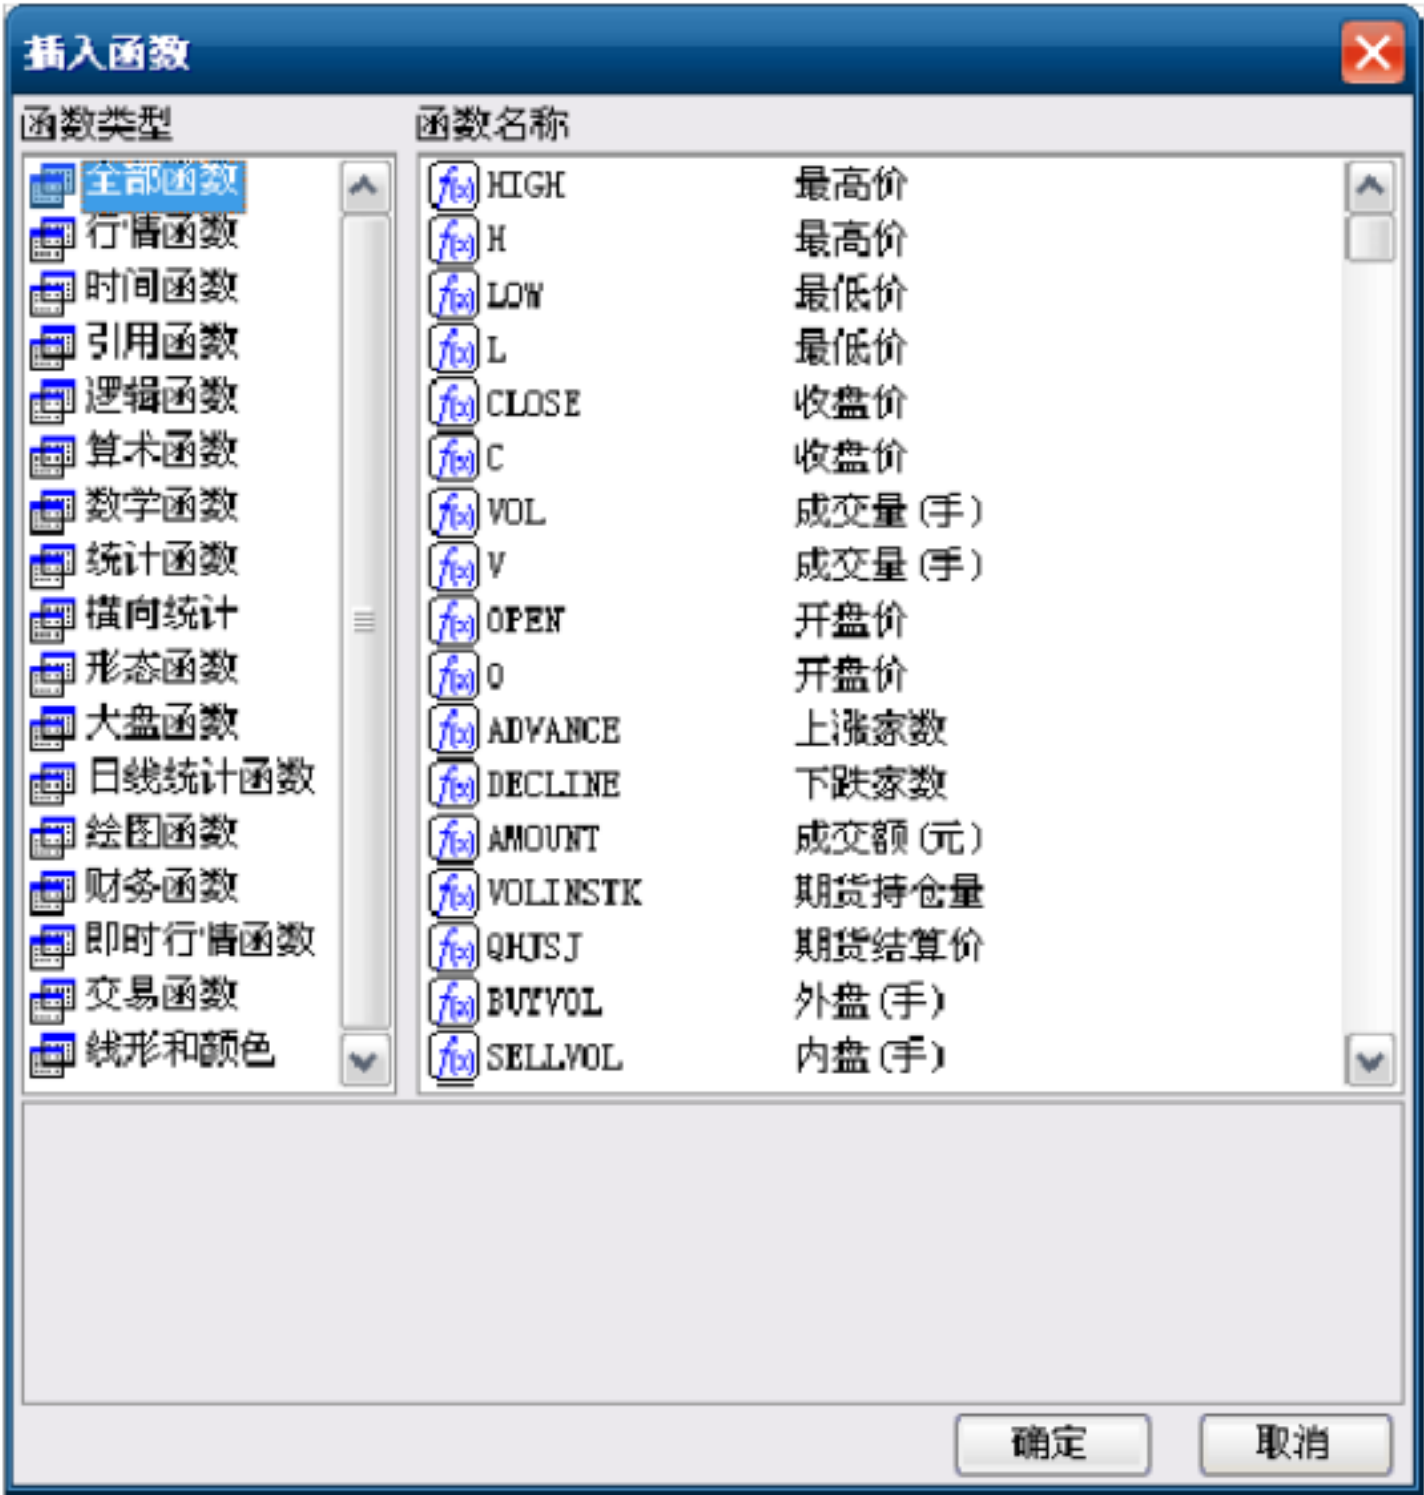 插入函数
函数类型
函数名称
全部函数
行情函数
时间函数
引用函数
逻辑函数
算术函数
数学函数
统计函数
横向统计
形态函数
大盘函数
日线统计函数
绘图函数
财务函数
即时行情函数
交易函数
线形和颜色
HIGH 最高价
H 最高价
LOW 最低价
L 最低价
CLOSE 收盘价
C 收盘价
VOL 成交量(手)
V 成交量(手)
OPEN 开盘价
O 开盘价
ADVANCE 上涨家数
DECLINE 下跌家数
AMOUNT 成交额(元)
VOLINSTK 期货持仓量
QHJSJ 期货结算价
BUYVOL 外盘(手)
SELLVOL 内盘(手)
确定
取消